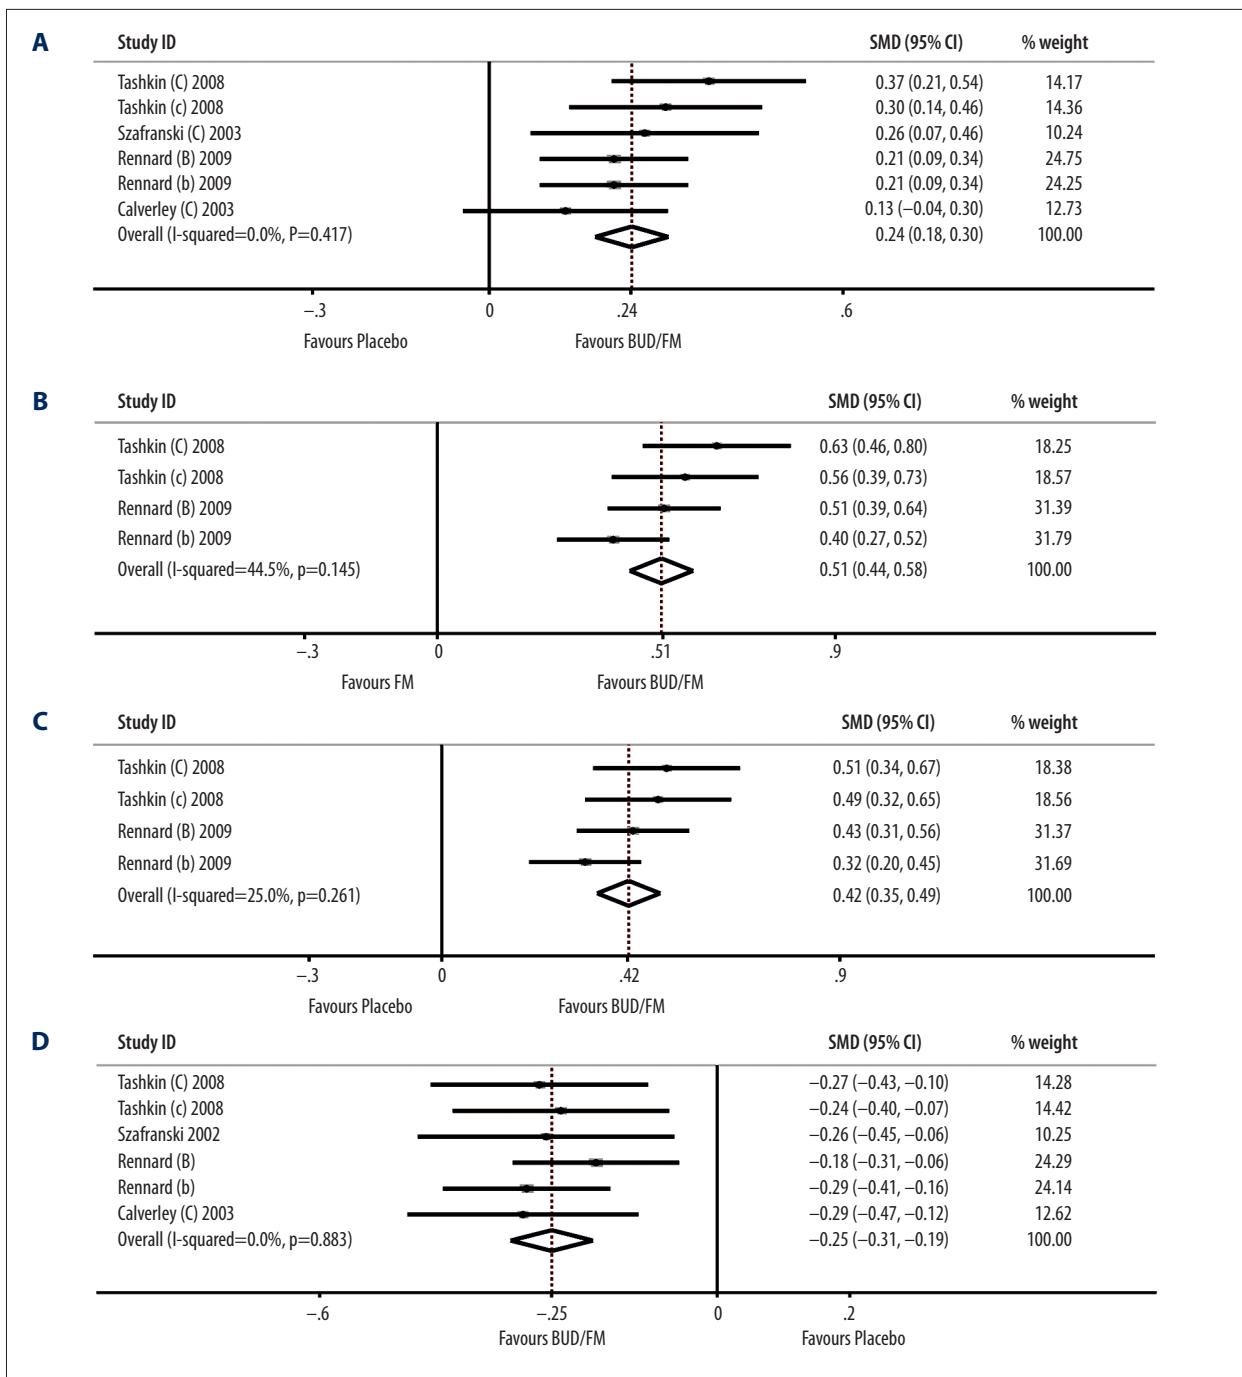 A Study ID SMD (95% CI) % weight
Tashkin (C) 2008 0.37 (0.21, 0.54) 14.17
Tashkin (c) 2008 0.30 (0.14, 0.46) 14.36
Szafranski (C) 2003 0.26 (0.07, 0.46) 10.24
Rennard (B) 2009 0.21 (0.09, 0.34) 24.75
Rennard (b) 2009 0.21 (0.09, 0.34) 24.25
Calverley (C) 2003 0.13 (−0.04, 0.30) 12.73
Overall (I-squared=0.0%, P=0.417) 0.24 (0.18, 0.30) 100.00
−.3 0 .24 .6
Favours Placebo Favours BUD/FM
B Study ID SMD (95% CI) % weight
Tashkin (C) 2008 0.63 (0.46, 0.80) 18.25
Tashkin (c) 2008 0.56 (0.39, 0.73) 18.57
Rennard (B) 2009 0.51 (0.39, 0.64) 31.39
Rennard (b) 2009 0.40 (0.27, 0.52) 31.79
Overall (I-squared=44.5%, p=0.145) 0.51 (0.44, 0.58) 100.00
−.3 0 .51 .9
Favours FM Favours BUD/FM
C Study ID SMD (95% CI) % weight
Tashkin (C) 2008 0.51 (0.34, 0.67) 18.38
Tashkin (c) 2008 0.49 (0.32, 0.65) 18.56
Rennard (B) 2009 0.43 (0.31, 0.56) 31.37
Rennard (b) 2009 0.32 (0.20, 0.45) 31.69
Overall (I-squared=25.0%, p=0.261) 0.42 (0.35, 0.49) 100.00
−.3 0 .42 .9
Favours Placebo Favours BUD/FM
D Study ID SMD (95% CI) % weight
Tashkin (C) 2008 −0.27 (−0.43, −0.10) 14.28
Tashkin (c) 2008 −0.24 (−0.40, −0.07) 14.42
Szafranski 2002 −0.26 (−0.45, −0.06) 10.25
Rennard (B) −0.18 (−0.31, −0.06) 24.29
Rennard (b) −0.29 (−0.41, −0.16) 24.14
Calverley (C) 2003 −0.29 (−0.47, −0.12) 12.62
Overall (I-squared=0.0%, p=0.883) −0.25 (−0.31, −0.19) 100.00
−.6 −.25 0 .2
Favours BUD/FM Favours Placebo